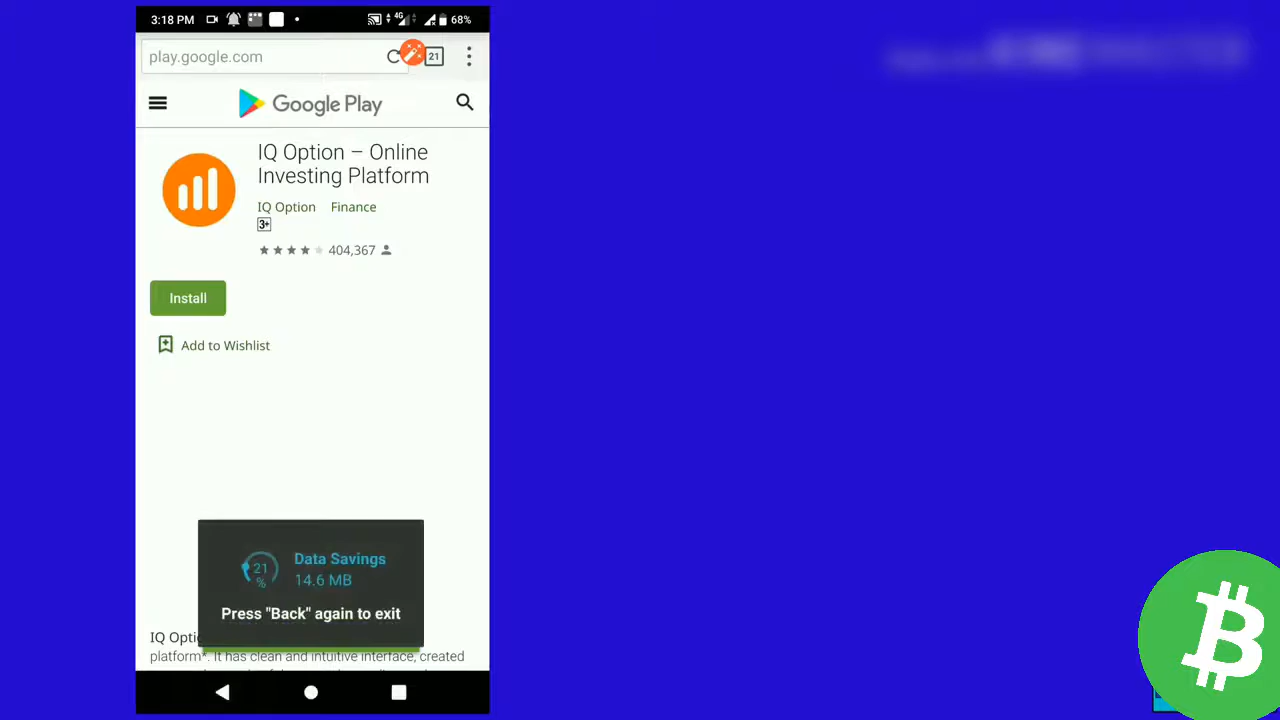 3:18 PM 4G 68%
play.google.com 21
Google Play
IQ Option – Online
Investing Platform
IQ Option Finance
3+
404,367
Install
Add to Wishlist
21 %
Data Savings
14.6 MB
Press "Back" again to exit
IQ
platform*. It has clean and intuitive interface, created